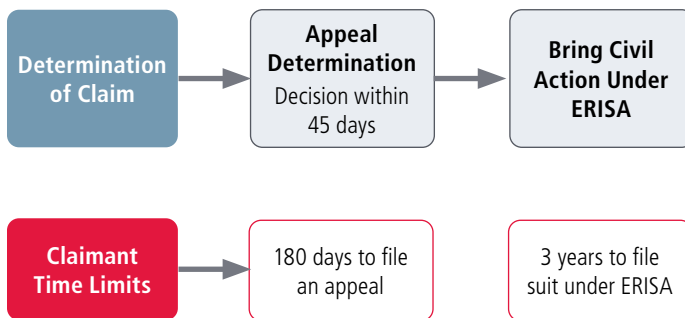 Determination
of Claim
Appeal
Determination
Decision within
45 days
Bring Civil
Action Under
ERISA
Claimant
Time Limits
180 days to file
an appeal
3 years to file
suit under ERISA